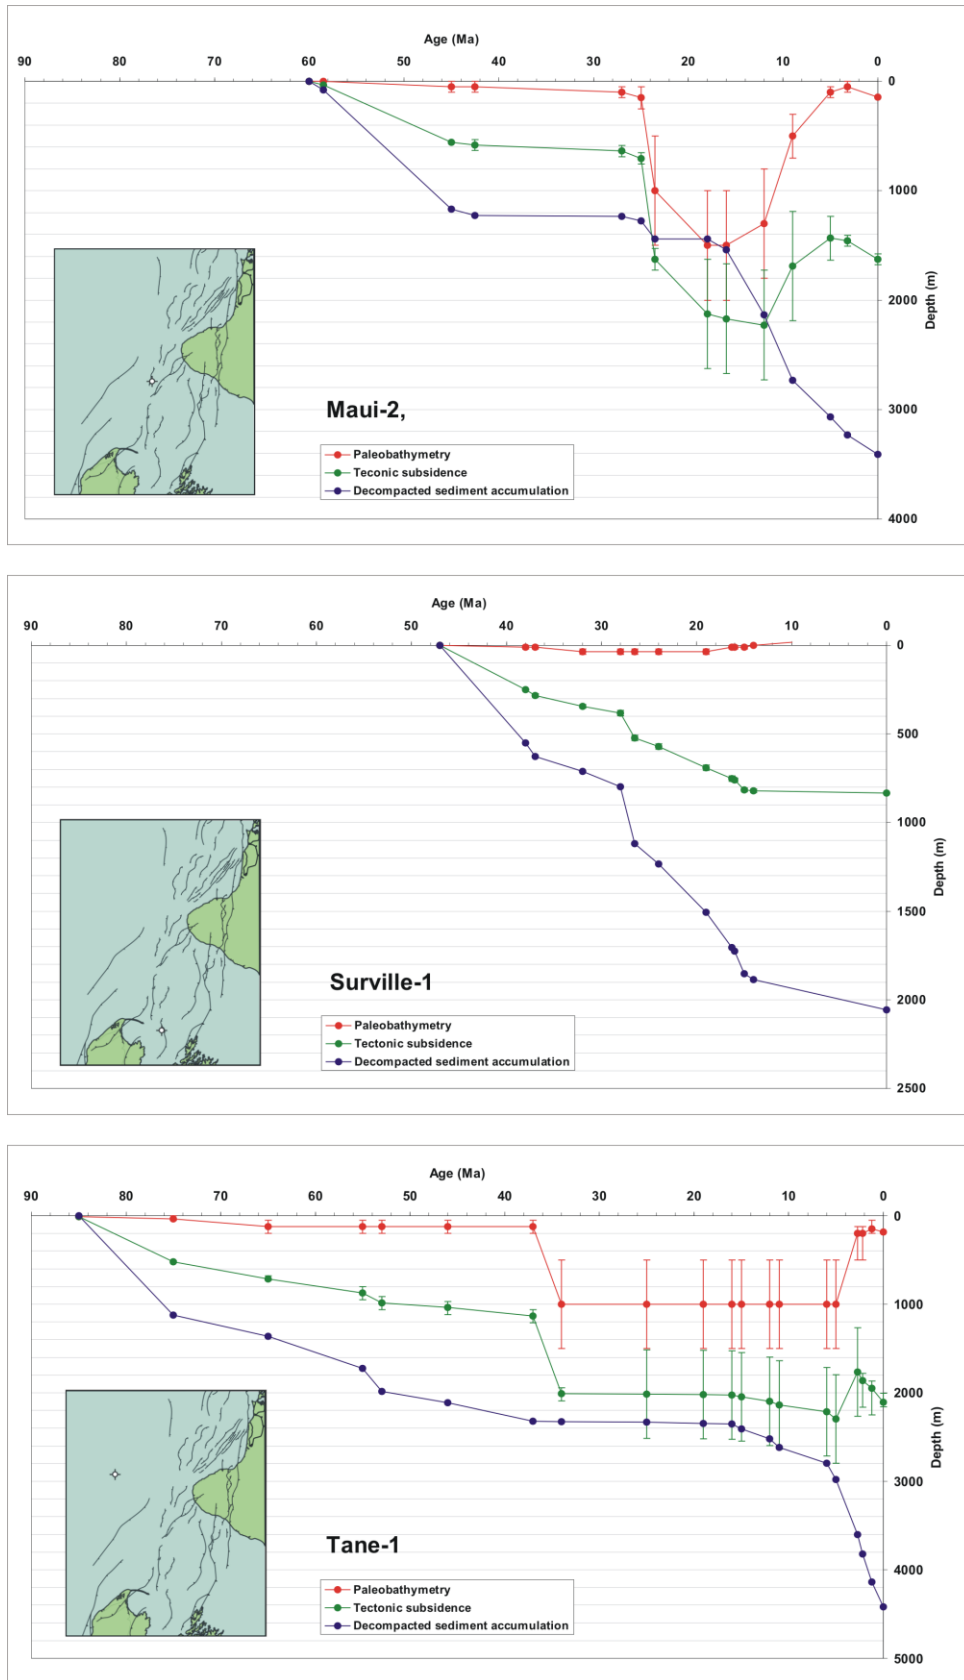 Age (Ma)
90 80 70 60 50 40 30 20 10 0
0
1000
2000
3000
4000
Depth (m)
Maui-2,
Paleobathymetry
Teconic subsidence
Decompacted sediment accumulation
Age (Ma)
90 80 70 60 50 40 30 20 10 0
0
500
1000
1500
2000
2500
Depth (m)
Surville-1
Paleobathymetry
Tectonic subsidence
Decompacted sediment accumulation
Age (Ma)
90 80 70 60 50 40 30 20 10 0
0
1000
2000
3000
4000
5000
Depth (m)
Tane-1
Paleobathymetry
Tectonic subsidence
Decompacted sediment accumulation